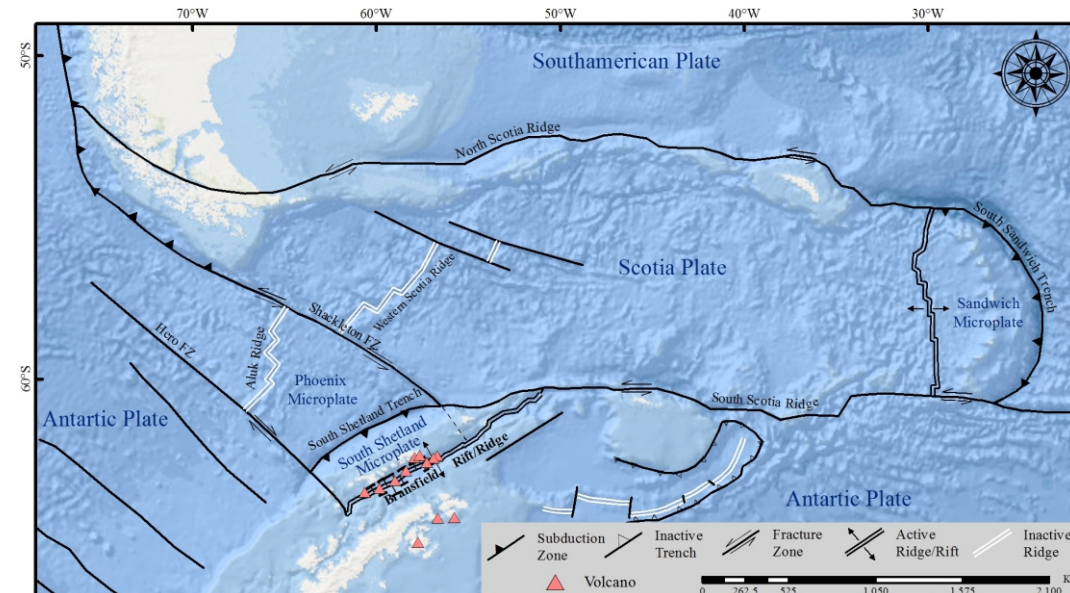 70°W
60°W
50°W
40°W
30°W
50°S
60°S
Southamerican Plate
North Scotia Ridge
Scotia Plate
South Sandwich Trench
Sandwich
Microplate
Western Scotia Ridge
Shackleton FZ
Hero FZ
Aluk Ridge
Phoenix
Microplate
Antartic Plate
South Shetland Trench
South Scotia Ridge
South Shetland
Microplate
Bransfield Rift/Ridge
Antartic Plate
Subduction
Zone
Inactive
Trench
Fracture
Zone
Active
Ridge/Rift
Inactive
Ridge
Volcano
0 262.5 525 1.050 1.575 2.100